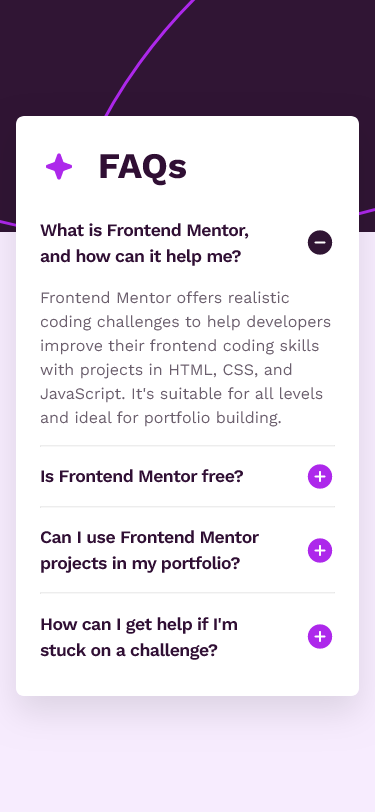 FAQs
What is Frontend Mentor,
and how can it help me?
Frontend Mentor offers realistic
coding challenges to help developers
improve their frontend coding skills
with projects in HTML, CSS, and
JavaScript. It's suitable for all levels
and ideal for portfolio building.
Is Frontend Mentor free?
Can I use Frontend Mentor
projects in my portfolio?
How can I get help if I'm
stuck on a challenge?